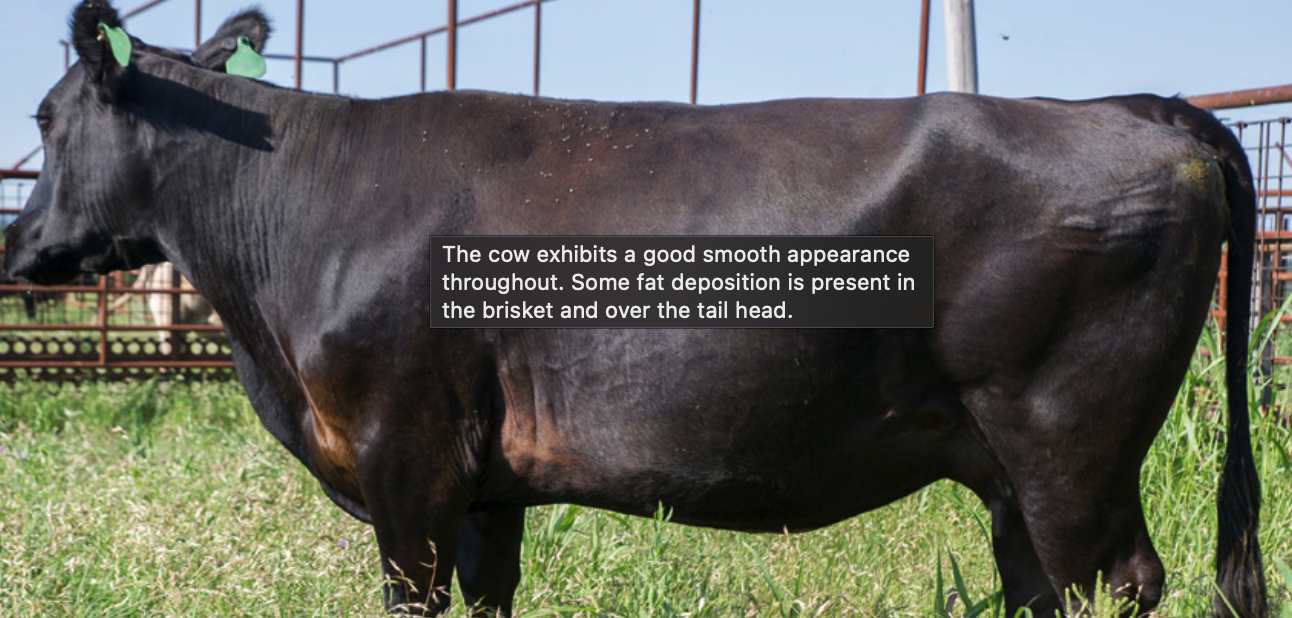 The cow exhibits a good smooth appearance
throughout. Some fat deposition is present in
the brisket and over the tail head.